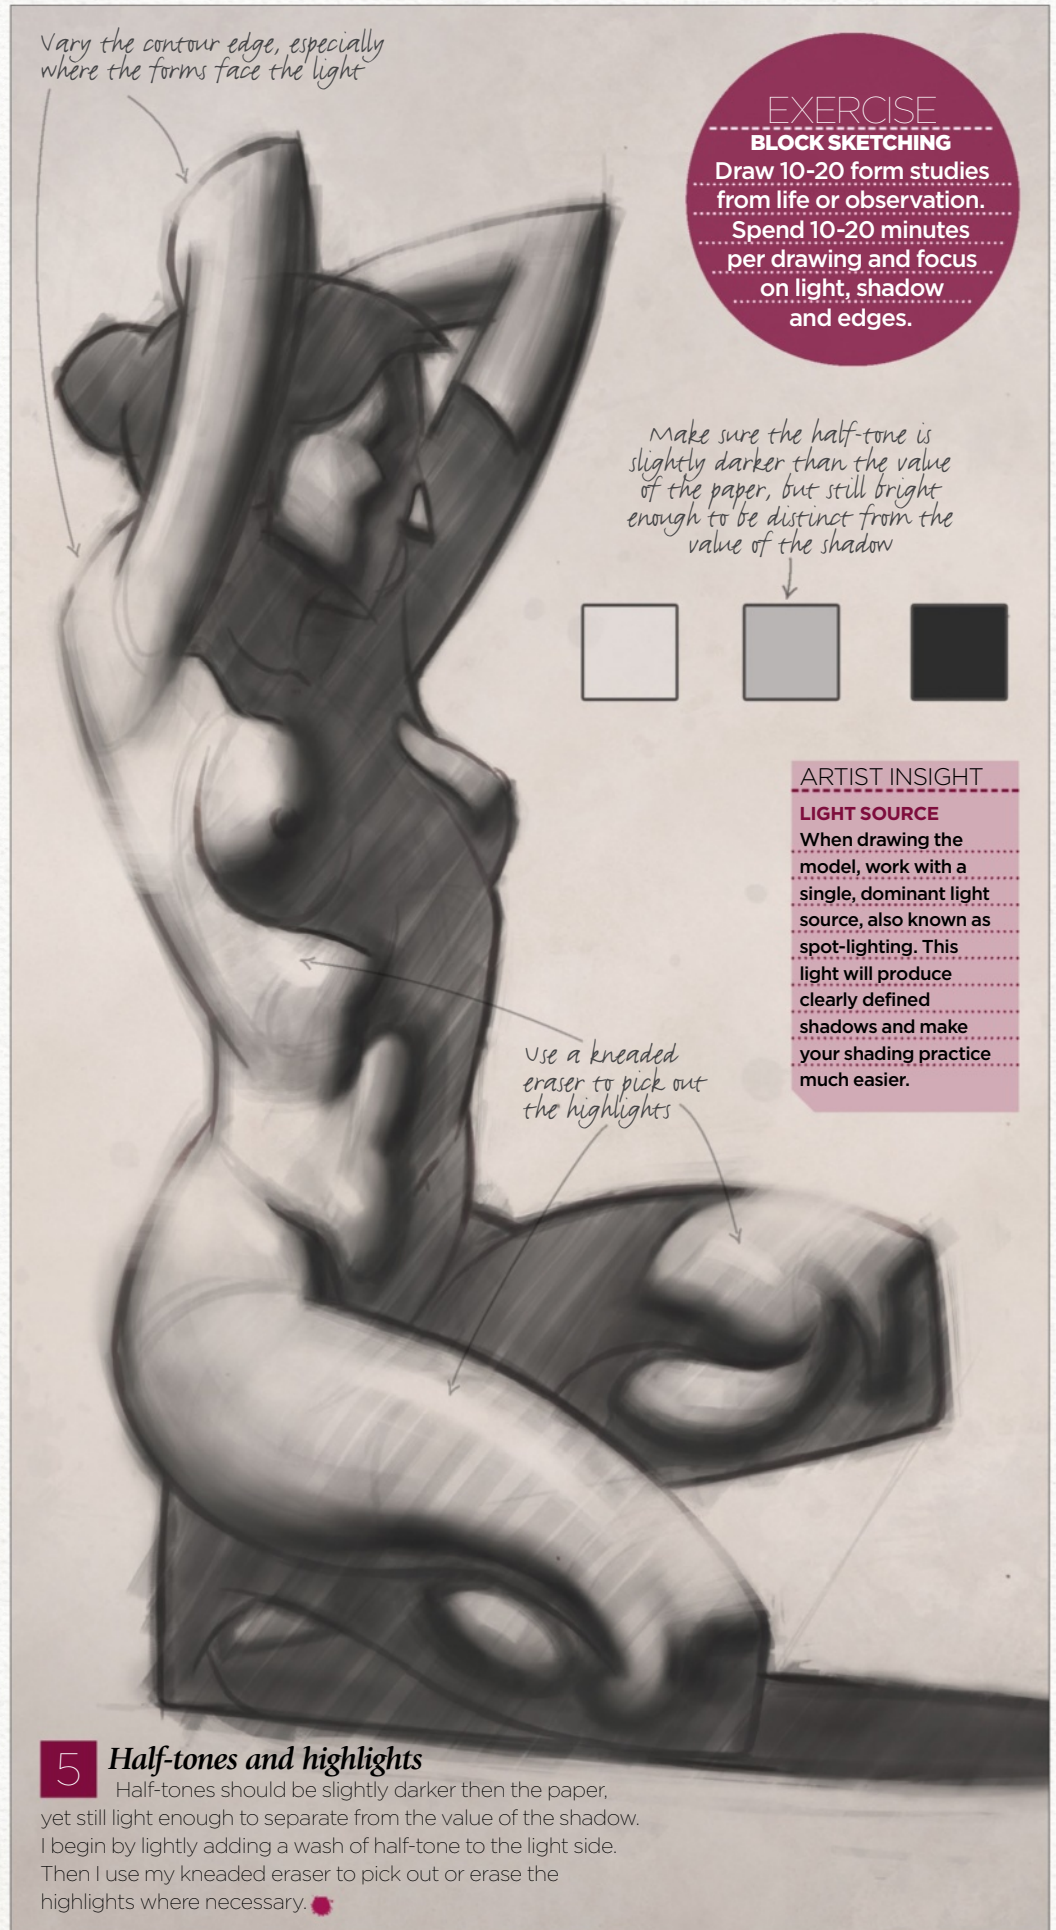 Vary the contour edge, especially
where the forms face the light
EXERCISE
BLOCK SKETCHING
Draw 10-20 form studies
from life or observation.
Spend 10-20 minutes
per drawing and focus
on light, shadow
and edges.
Make sure the half-tone is
slightly darker than the value
of the paper, but still bright
enough to be distinct from the
value of the shadow
ARTIST INSIGHT
LIGHT SOURCE
When drawing the
model, work with a
single, dominant light
source, also known as
spot-lighting. This
light will produce
clearly defined
shadows and make
your shading practice
much easier.
Use a kneaded
eraser to pick out
the highlights
5 Half-tones and highlights
Half-tones should be slightly darker then the paper,
yet still light enough to separate from the value of the shadow.
I begin by lightly adding a wash of half-tone to the light side.
Then I use my kneaded eraser to pick out or erase the
highlights where necessary.